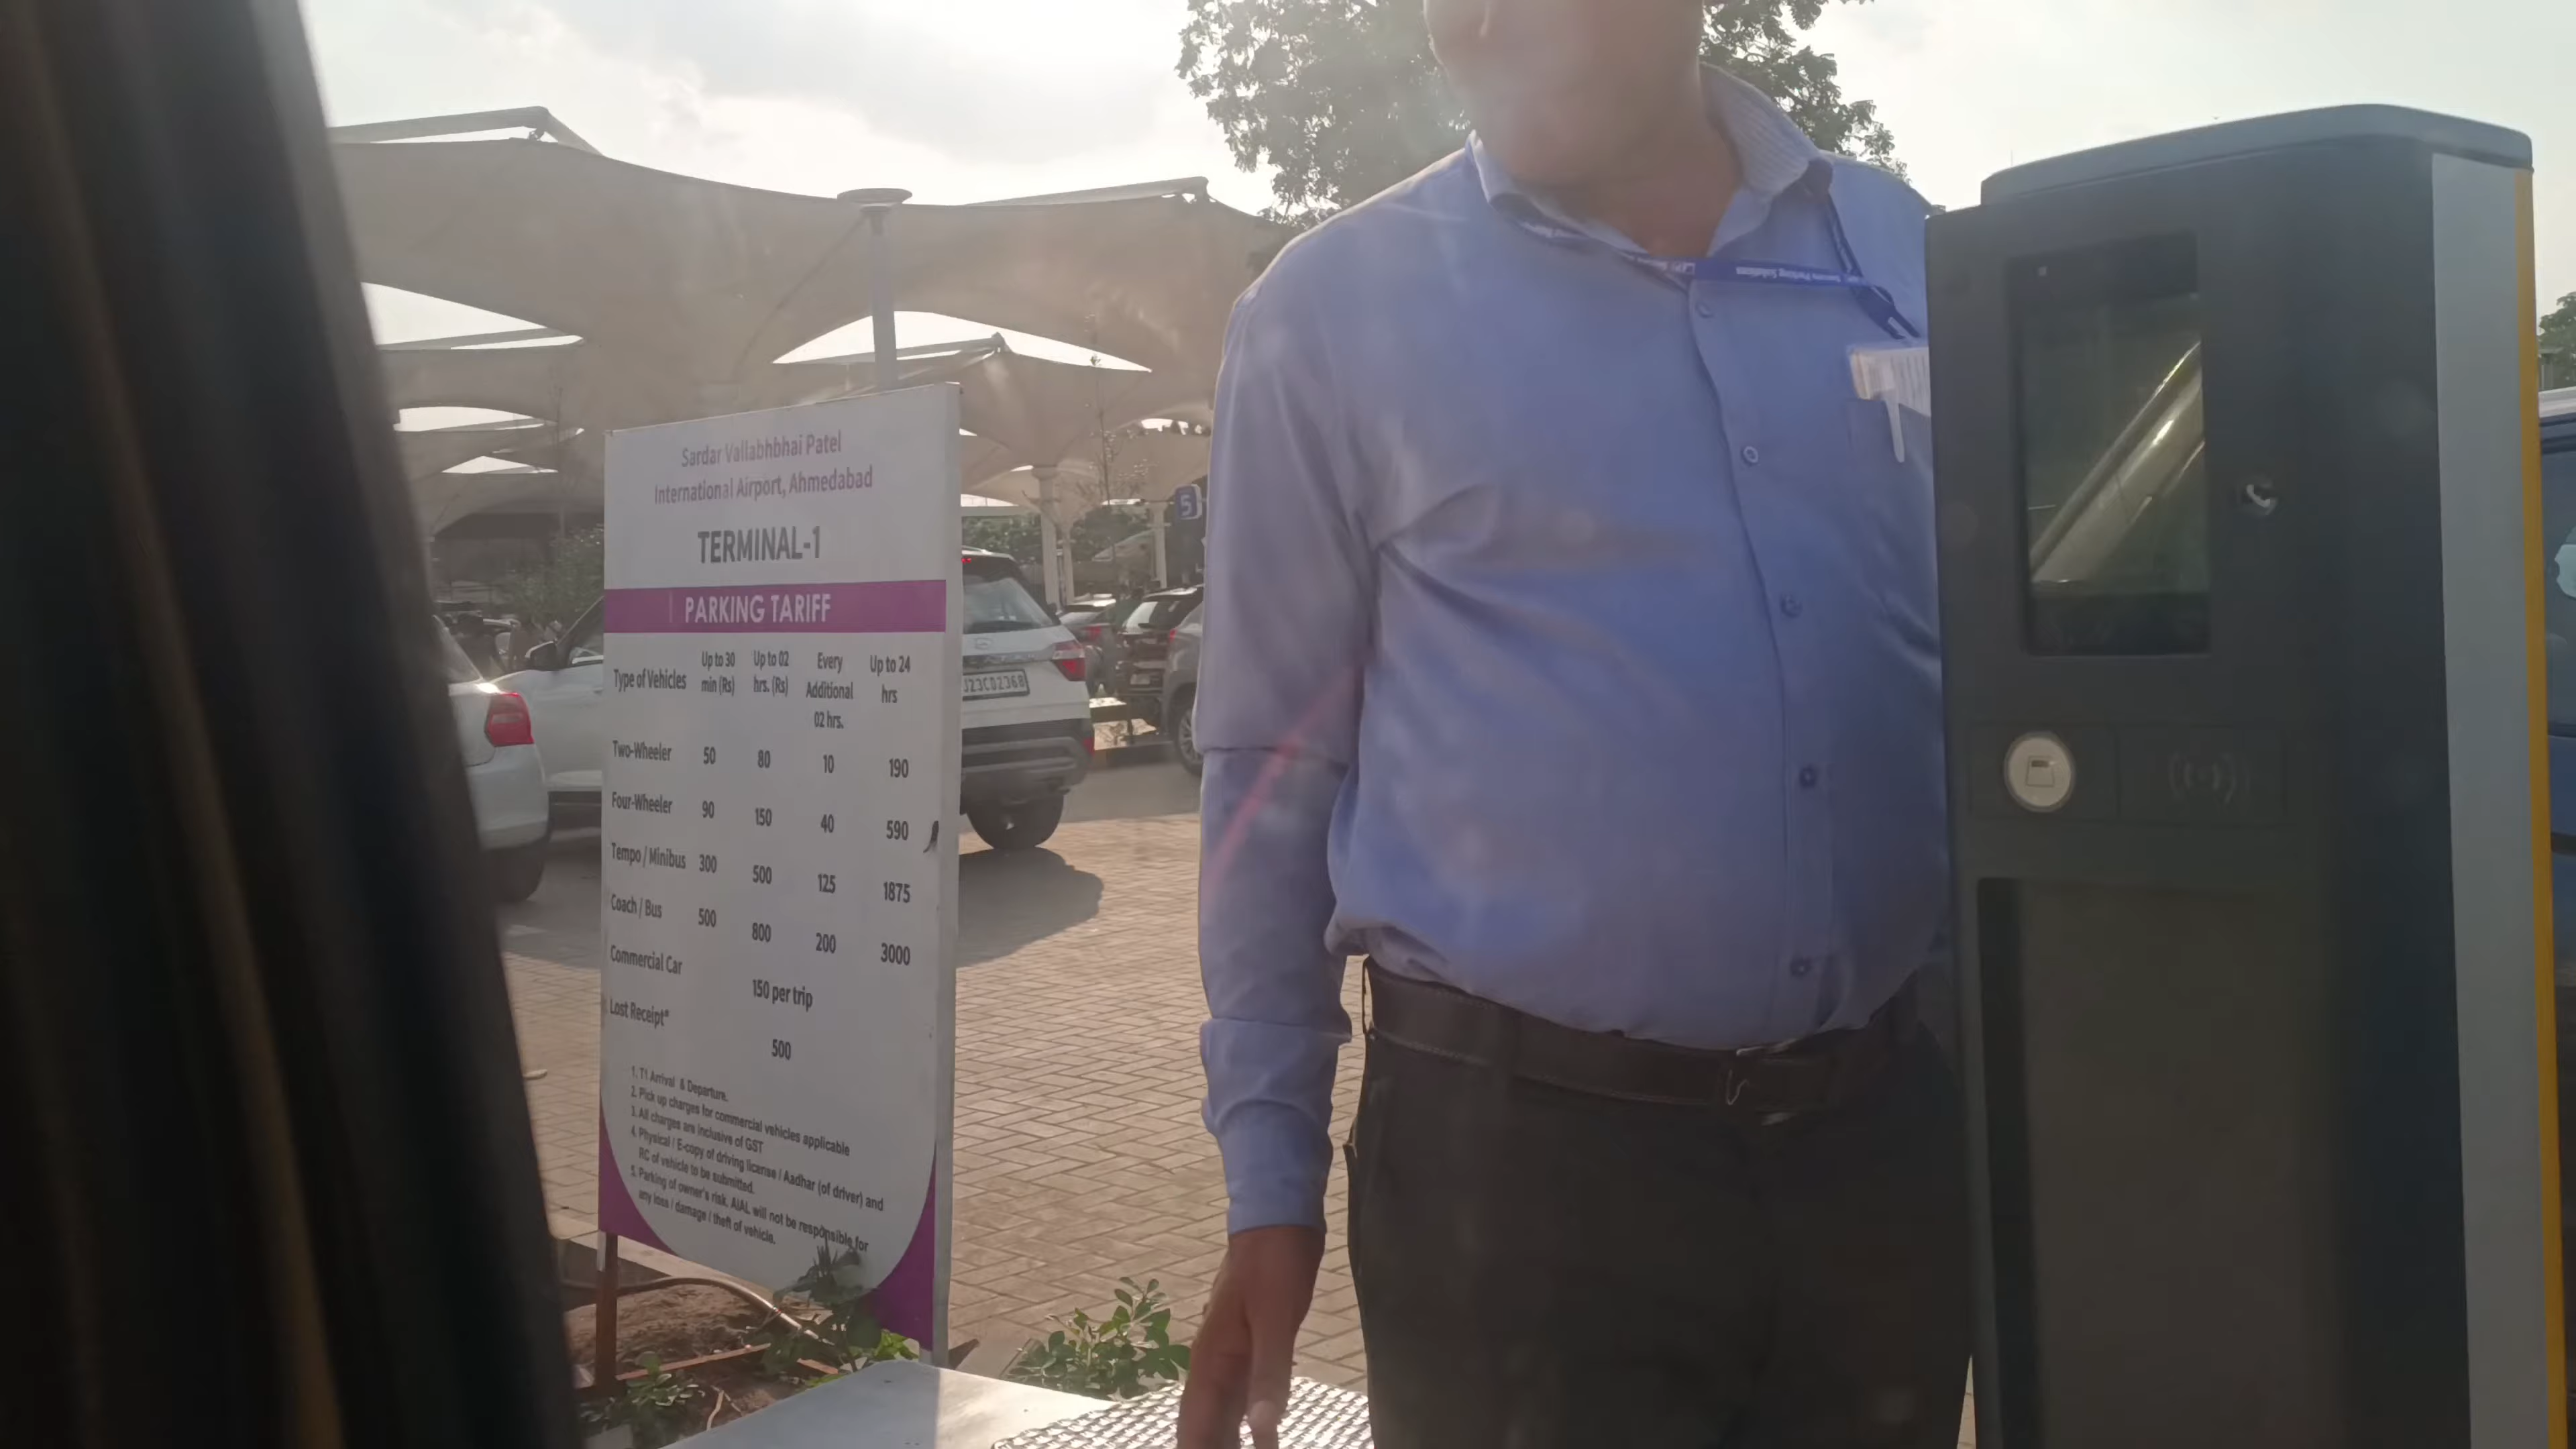 Sardar Vallabhbhai Patel
International Airport, Ahmedabad
TERMINAL-1
PARKING TARIFF
Type of Vehicles Up to 30 min (Rs) Up to 02 hrs. (Rs) Every Additional 02 hrs. Up to 24 hrs
Two-Wheeler 50 80 10 190
Four-Wheeler 90 150 40 590
Tempo / Minibus 300 500 125 1875
Coach / Bus 500 800 200 3000
Commercial Car 150 per trip
Lost Receipt* 500
1. T1 Arrival & Departure.
2. Pick up charges for commercial vehicles applicable
3. All charges are inclusive of GST
4. Physical / E-copy of driving license / Aadhar (of driver) and
RC of vehicle to be submitted.
5. Parking of owner's risk, AIAL will not be responsible for
any loss / damage / theft of vehicle.
J23CD2368
S
Parking Solutions